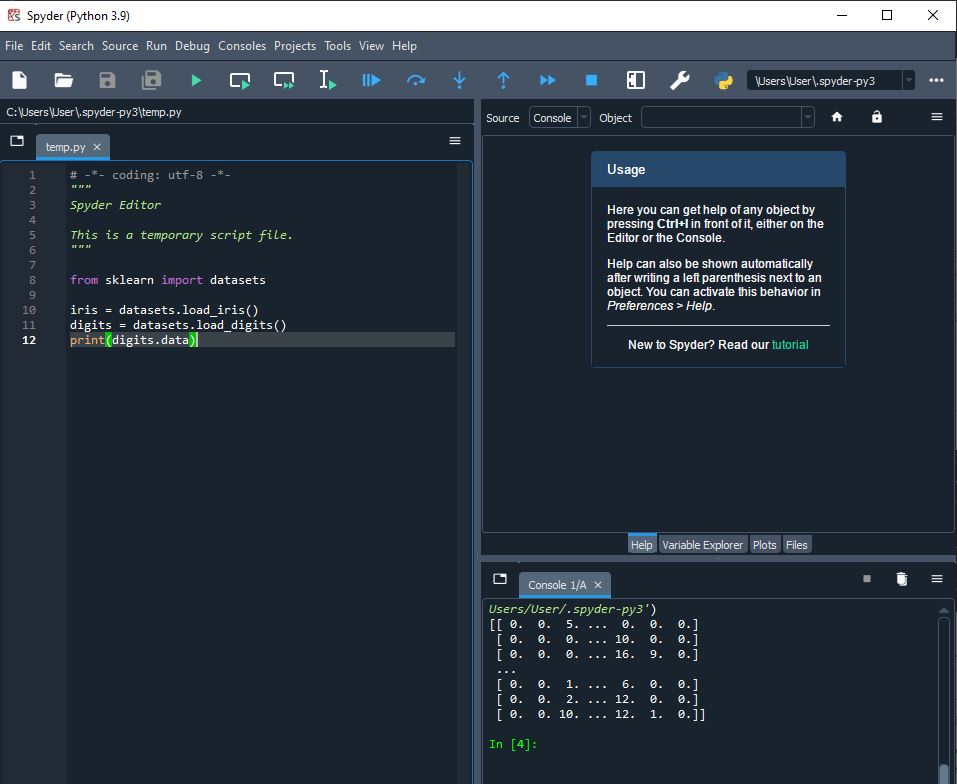 Spyder (Python 3.9)
File Edit Search Source Run Debug Consoles Projects Tools View Help
\Users\User\.spyder-py3
C:\Users\User\.spyder-py3\temp.py
temp.py
1 # -*- coding: utf-8 -*-
2 """
3 Spyder Editor
4
5 This is a temporary script file.
6 """
7
8 from sklearn import datasets
9
10 iris = datasets.load_iris()
11 digits = datasets.load_digits()
12 print(digits.data)
Source Console Object
Usage
Here you can get help of any object by
pressing Ctrl+I in front of it, either on the
Editor or the Console.
Help can also be shown automatically
after writing a left parenthesis next to an
object. You can activate this behavior in
Preferences > Help.
New to Spyder? Read our tutorial
Help Variable Explorer Plots Files
Console 1/A
Users/User/.spyder-py3')
[[ 0. 0. 5. ... 0. 0. 0.]
[ 0. 0. 0. ... 10. 0. 0.]
[ 0. 0. 0. ... 16. 9. 0.]
...
[ 0. 0. 1. ... 6. 0. 0.]
[ 0. 0. 2. ... 12. 0. 0.]
[ 0. 0. 10. ... 12. 1. 0.]]
In [4]: